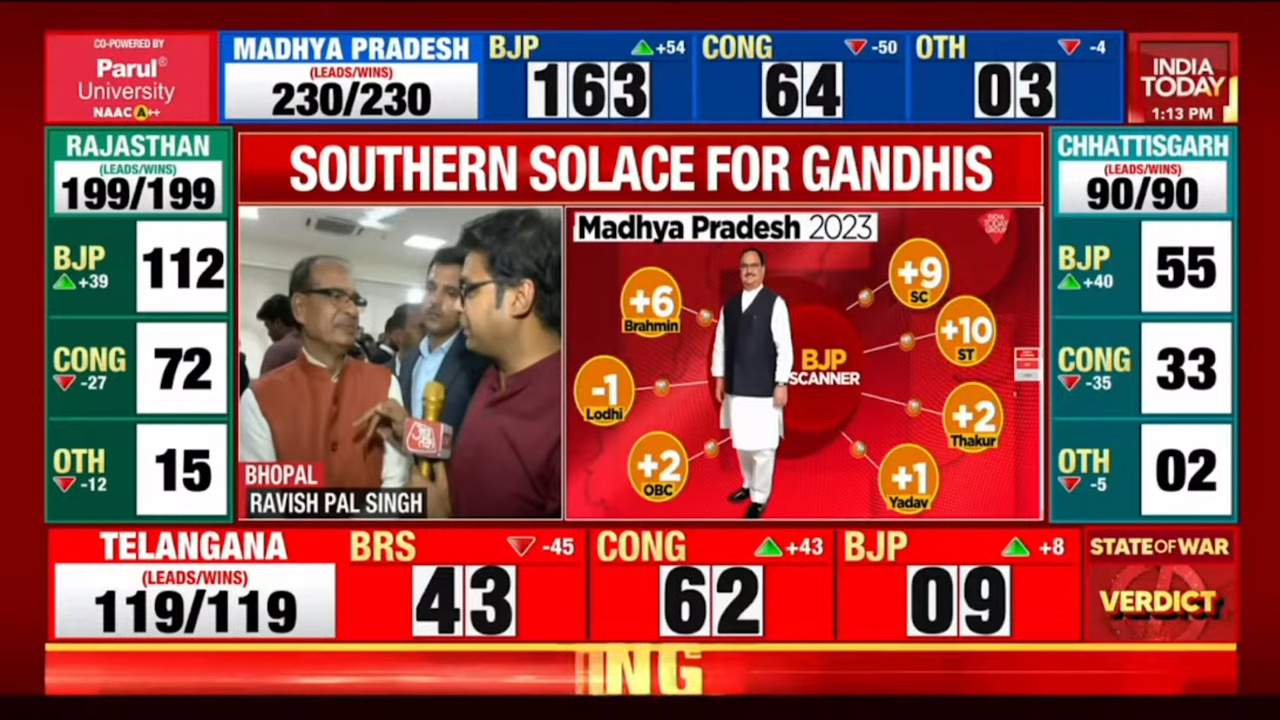 CO-POWERED BY
Parul®
University
NAAC A++
MADHYA PRADESH
(LEADS/WINS)
230/230
BJP +54
163
CONG -50
64
OTH -4
03
INDIA
TODAY
1:13 PM
RAJASTHAN
(LEADS/WINS)
199/199
BJP
+39
112
CONG
-27
72
OTH
-12
15
SOUTHERN SOLACE FOR GANDHIS
BHOPAL
RAVISH PAL SINGH
Madhya Pradesh 2023
INDIA
TODAY
GROUP
+6
Brahmin
-1
Lodhi
+2
OBC
BJP
SCANNER
+9
SC
+10
ST
+2
Thakur
+1
Yadav
CHHATTISGARH
(LEADS/WINS)
90/90
BJP
+40
55
CONG
-35
33
OTH
-5
02
TELANGANA
(LEADS/WINS)
119/119
BRS -45
43
CONG +43
62
BJP +8
09
STATE OF WAR
VERDICT